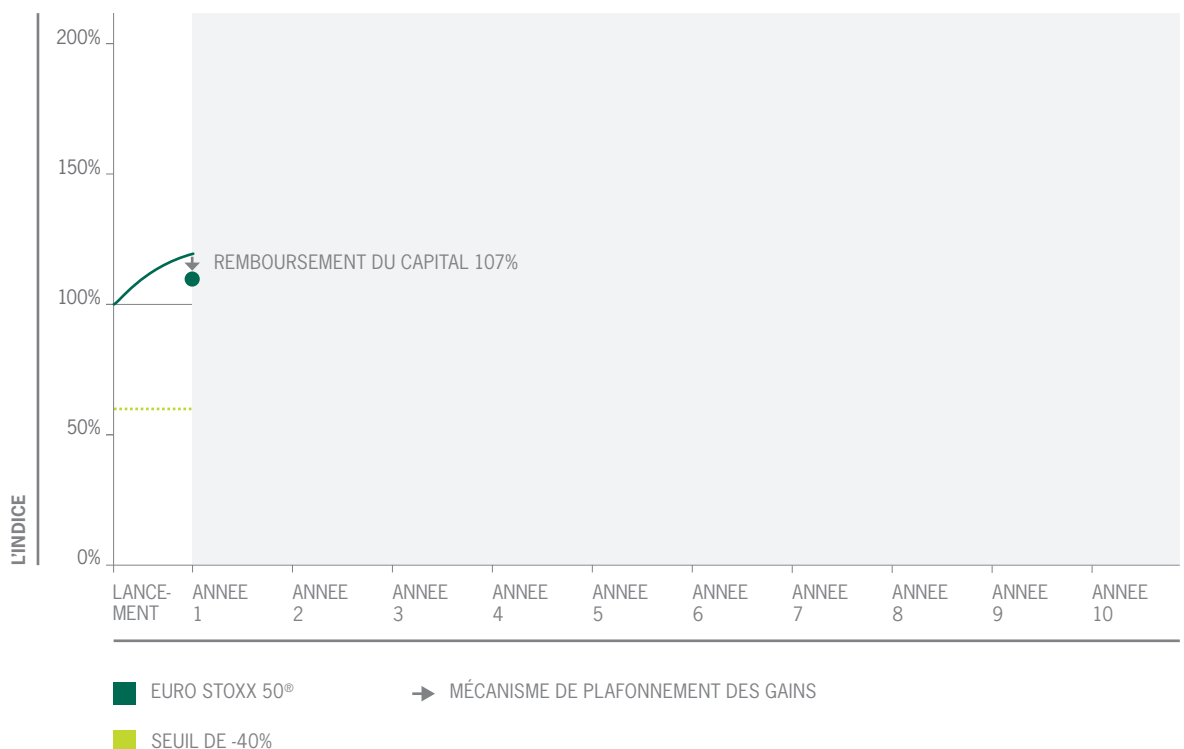 200%
150%
REMBOURSEMENT DU CAPITAL 107%
100%
50%
0%
L'INDICE
LANCE-
MENT
ANNEE
1
ANNEE
2
ANNEE
3
ANNEE
4
ANNEE
5
ANNEE
6
ANNEE
7
ANNEE
8
ANNEE
9
ANNEE
10
EURO STOXX 50®
MÉCANISME DE PLAFONNEMENT DES GAINS
SEUIL DE -40%